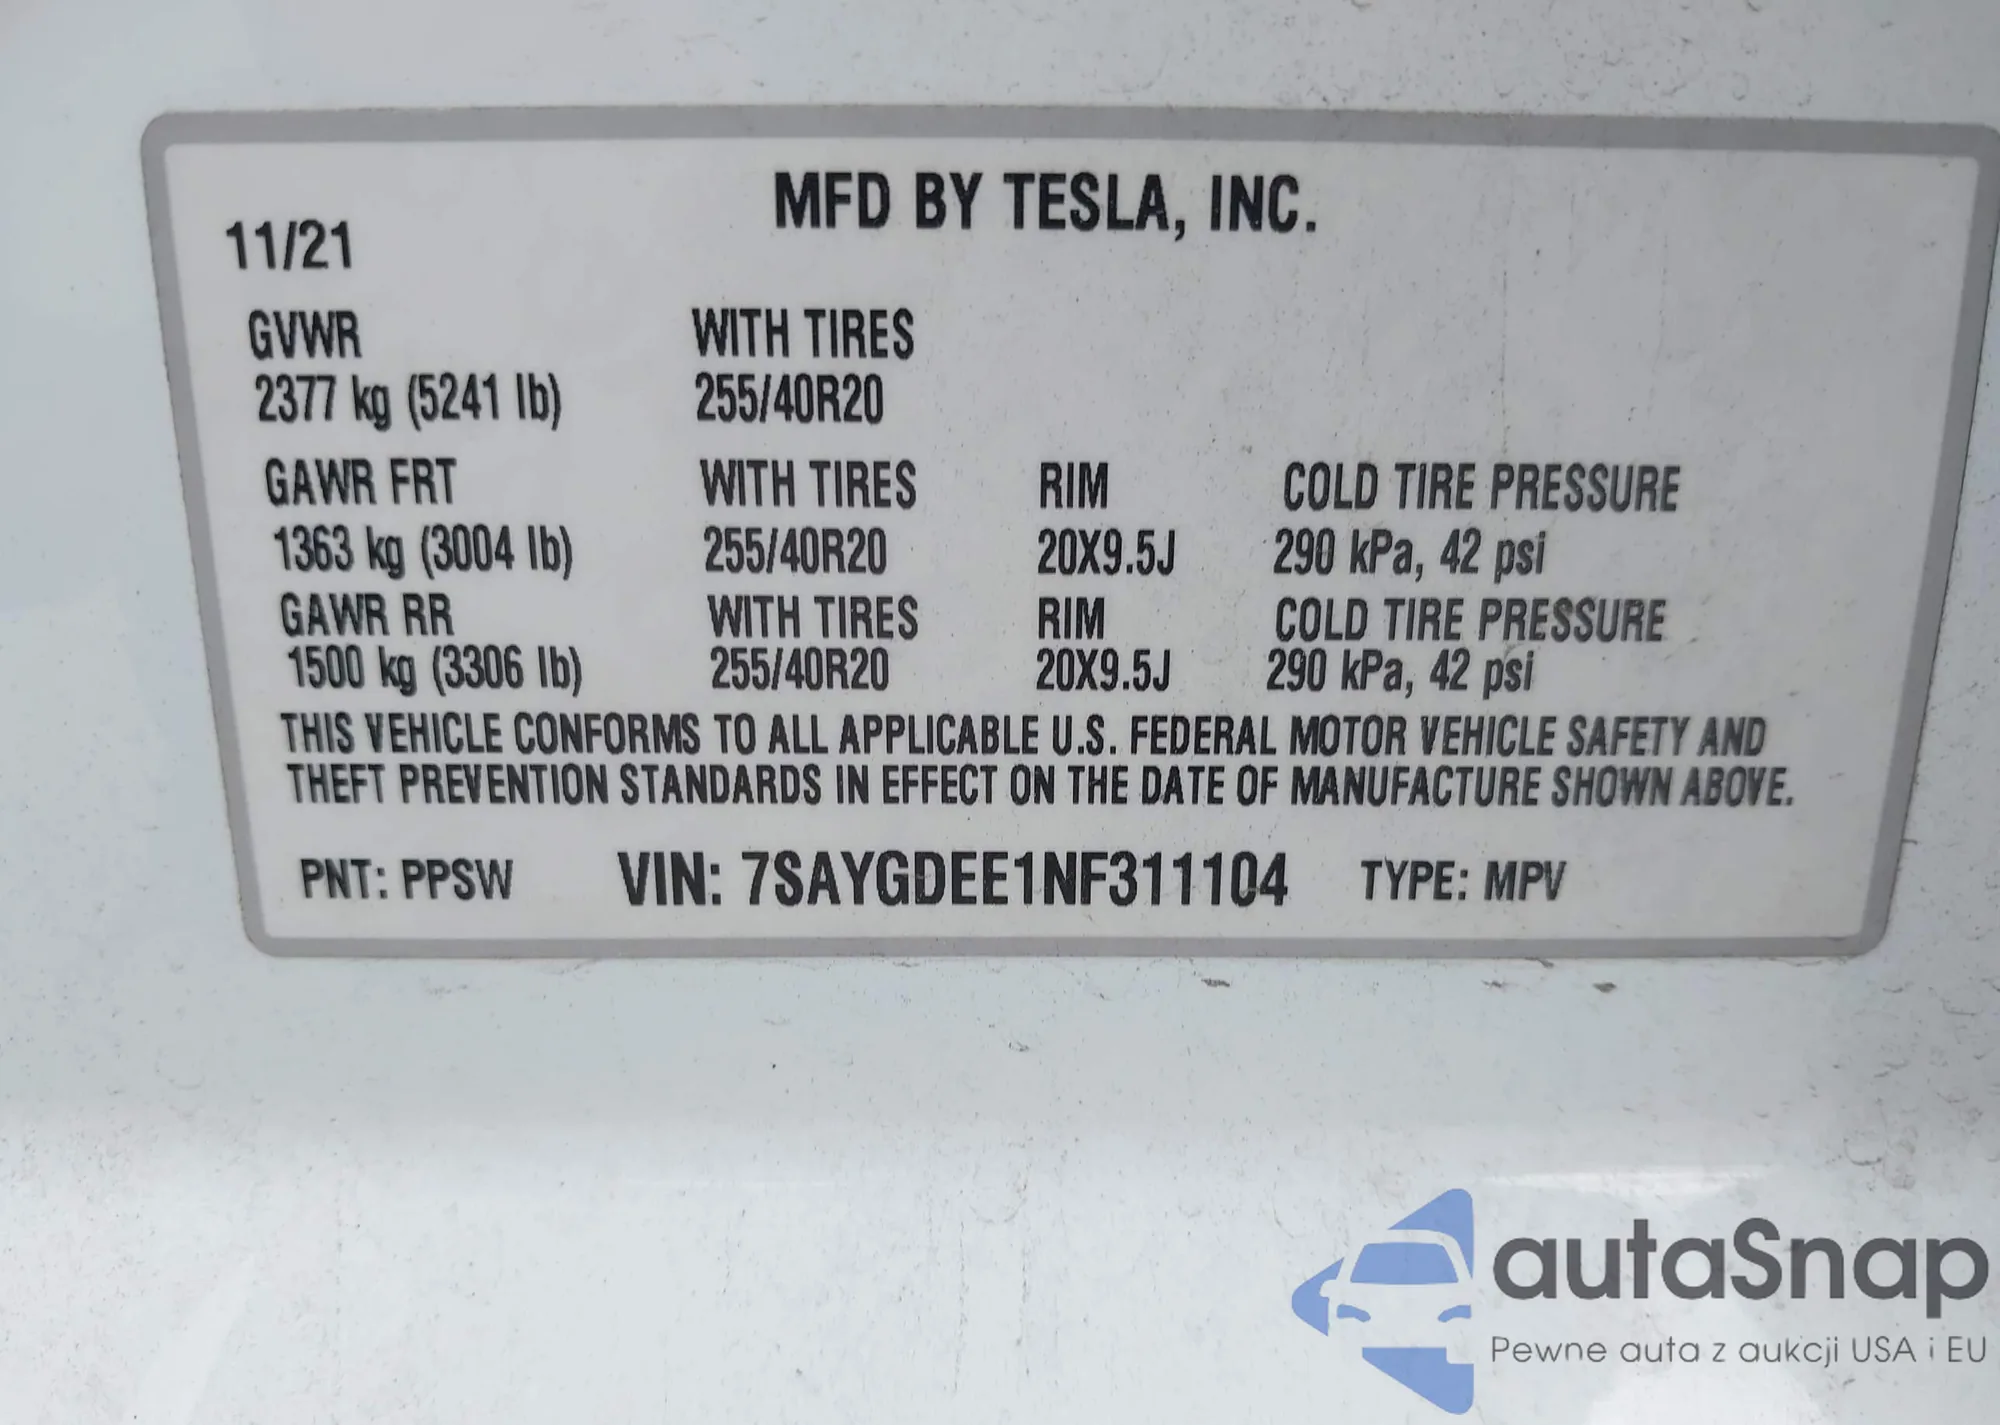 MFD BY TESLA, INC.
11/21
GVWR WITH TIRES
2377 kg (5241 lb) 255/40R20
GAWR FRT WITH TIRES RIM COLD TIRE PRESSURE
1363 kg (3004 lb) 255/40R20 20X9.5J 290 kPa, 42 psi
GAWR RR WITH TIRES RIM COLD TIRE PRESSURE
1500 kg (3306 lb) 255/40R20 20X9.5J 290 kPa, 42 psi
THIS VEHICLE CONFORMS TO ALL APPLICABLE U.S. FEDERAL MOTOR VEHICLE SAFETY AND
THEFT PREVENTION STANDARDS IN EFFECT ON THE DATE OF MANUFACTURE SHOWN ABOVE.
PNT: PPSW VIN: 7SAYGDEE1NF311104 TYPE: MPV
autaSnap
Pewne auta z aukcji USA i EU